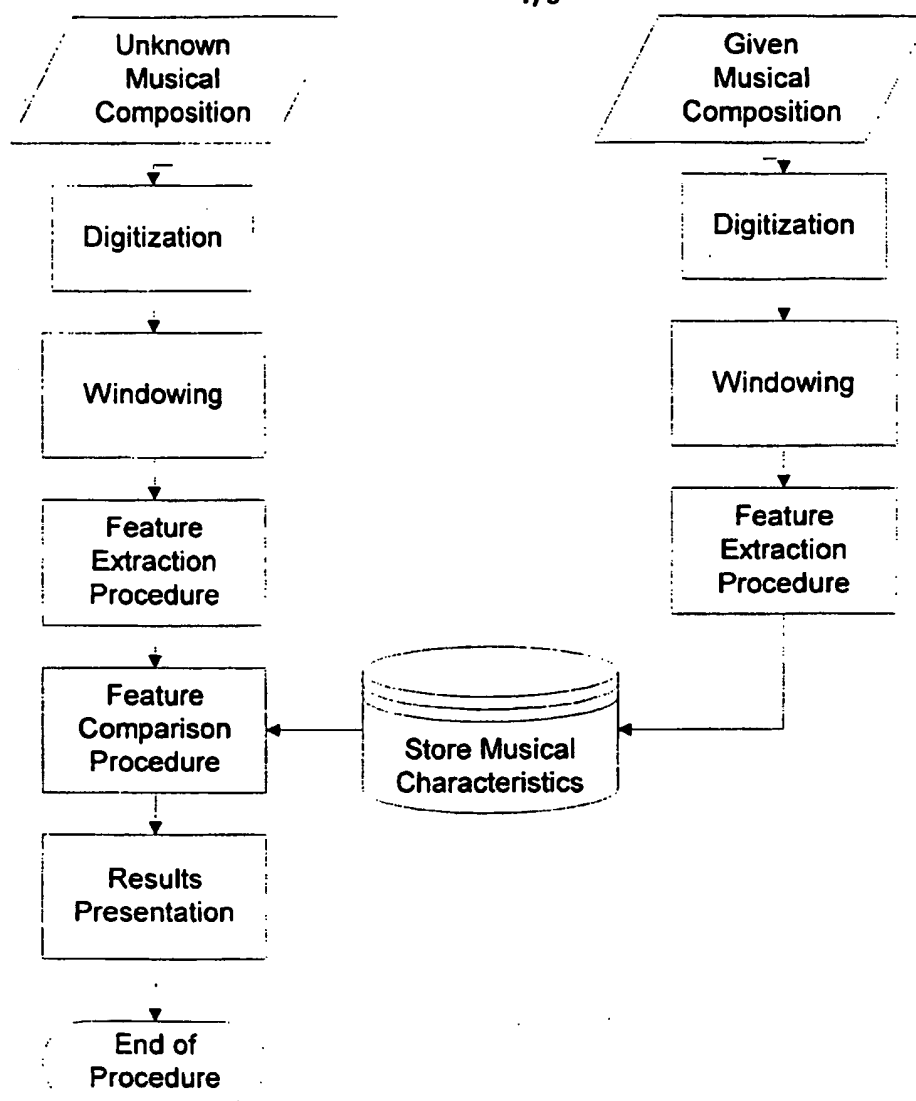 Unknown
Musical
Composition
Digitization
Windowing
Feature
Extraction
Procedure
Feature
Comparison
Procedure
Results
Presentation
End of
Procedure
Given
Musical
Composition
Digitization
Windowing
Feature
Extraction
Procedure
Store Musical
Characteristics